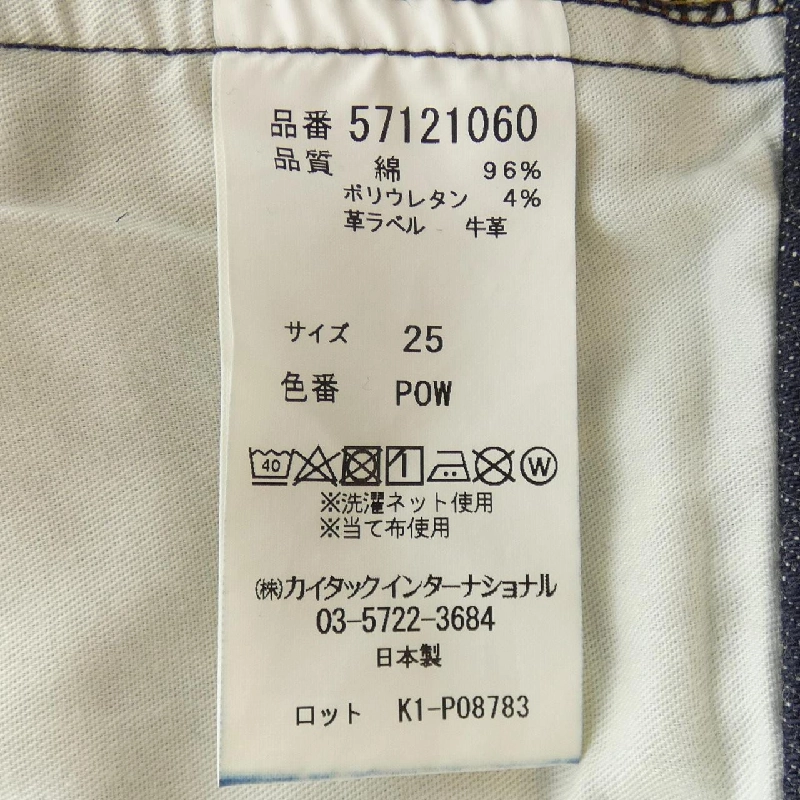 品番 57121060
品質 綿 96%
ポリウレタン 4%
革ラベル 牛革
サイズ 25
色番 POW
40 W
※洗濯ネット使用
※当て布使用
(株)カイタックインターナショナル
03-5722-3684
日本製
ロット K1-P08783